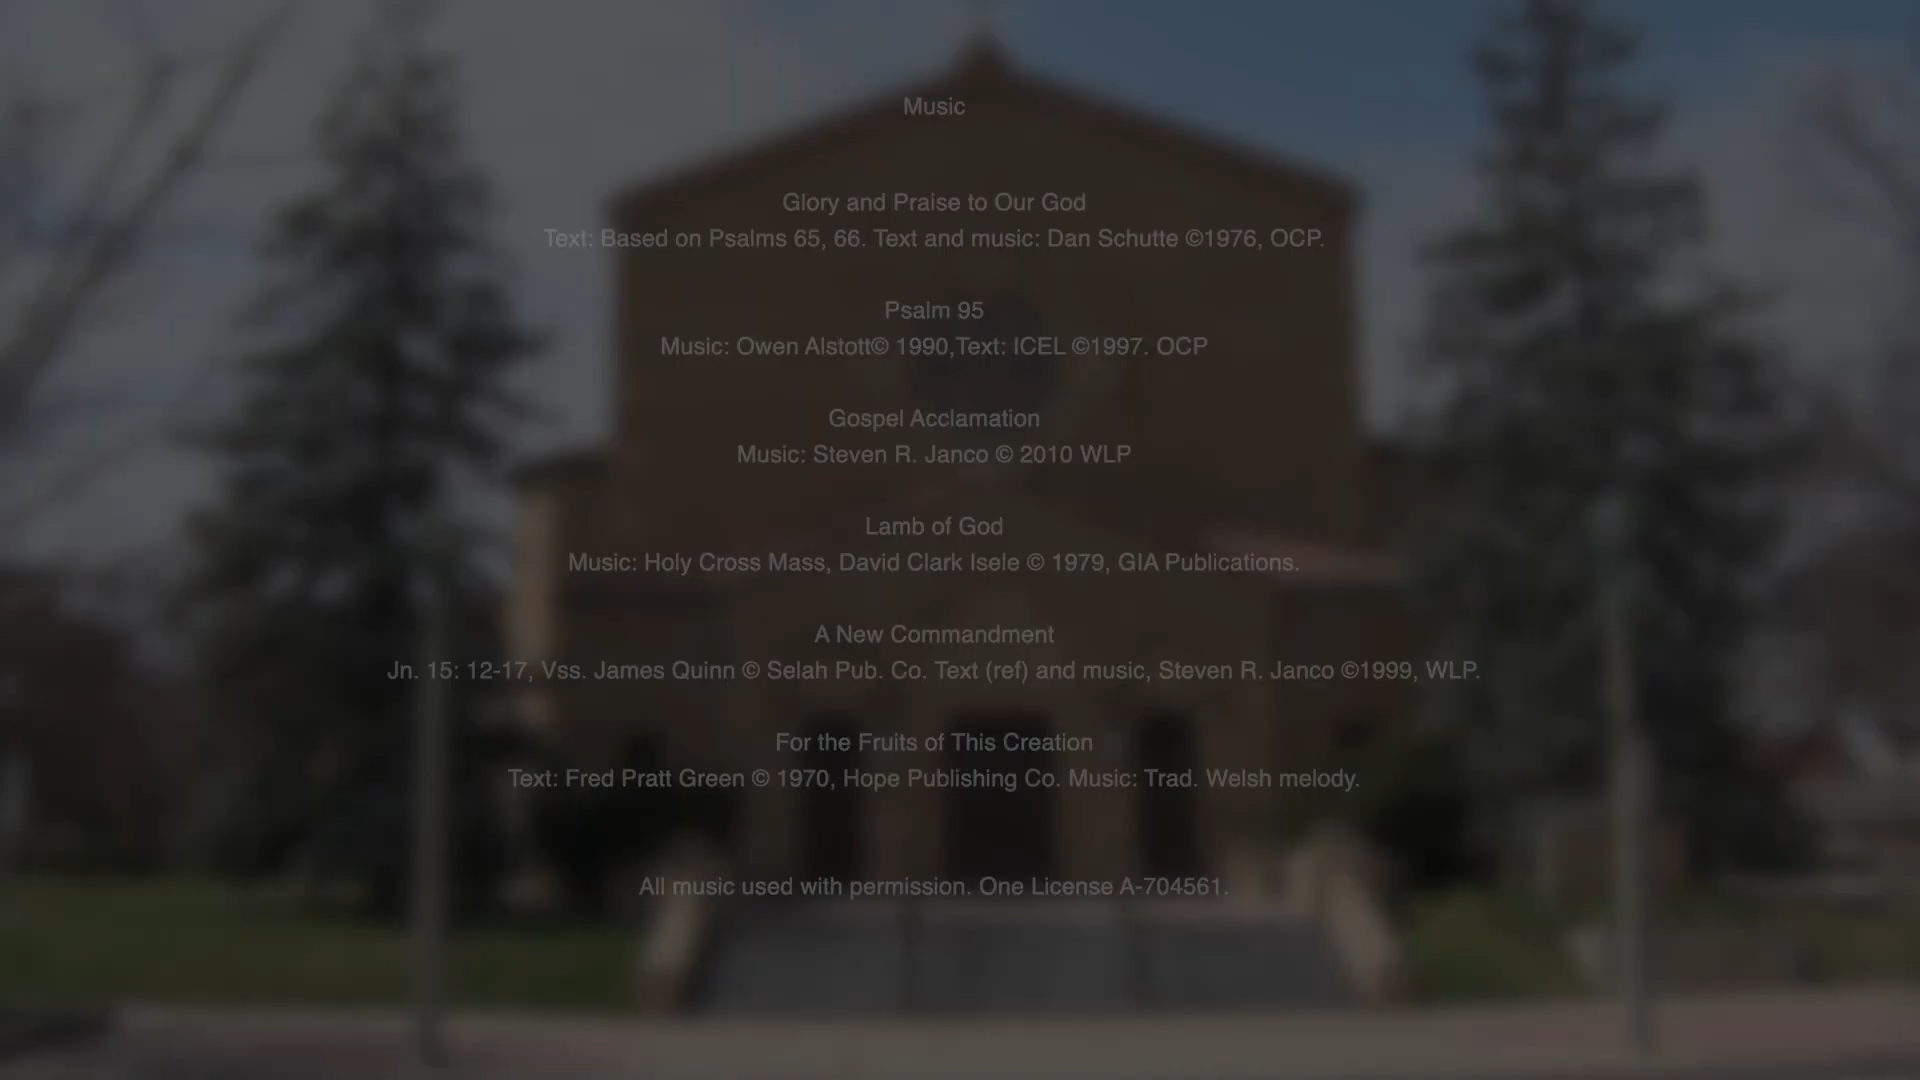 Music
Glory and Praise to Our God
Text: Based on Psalms 65, 66. Text and music: Dan Schutte ©1976, OCP.
Psalm 95
Music: Owen Alstott© 1990,Text: ICEL ©1997. OCP
Gospel Acclamation
Music: Steven R. Janco © 2010 WLP
Lamb of God
Music: Holy Cross Mass, David Clark Isele © 1979, GIA Publications.
A New Commandment
Jn. 15: 12-17, Vss. James Quinn © Selah Pub. Co. Text (ref) and music, Steven R. Janco ©1999, WLP.
For the Fruits of This Creation
Text: Fred Pratt Green © 1970, Hope Publishing Co. Music: Trad. Welsh melody.
All music used with permission. One License A-704561.